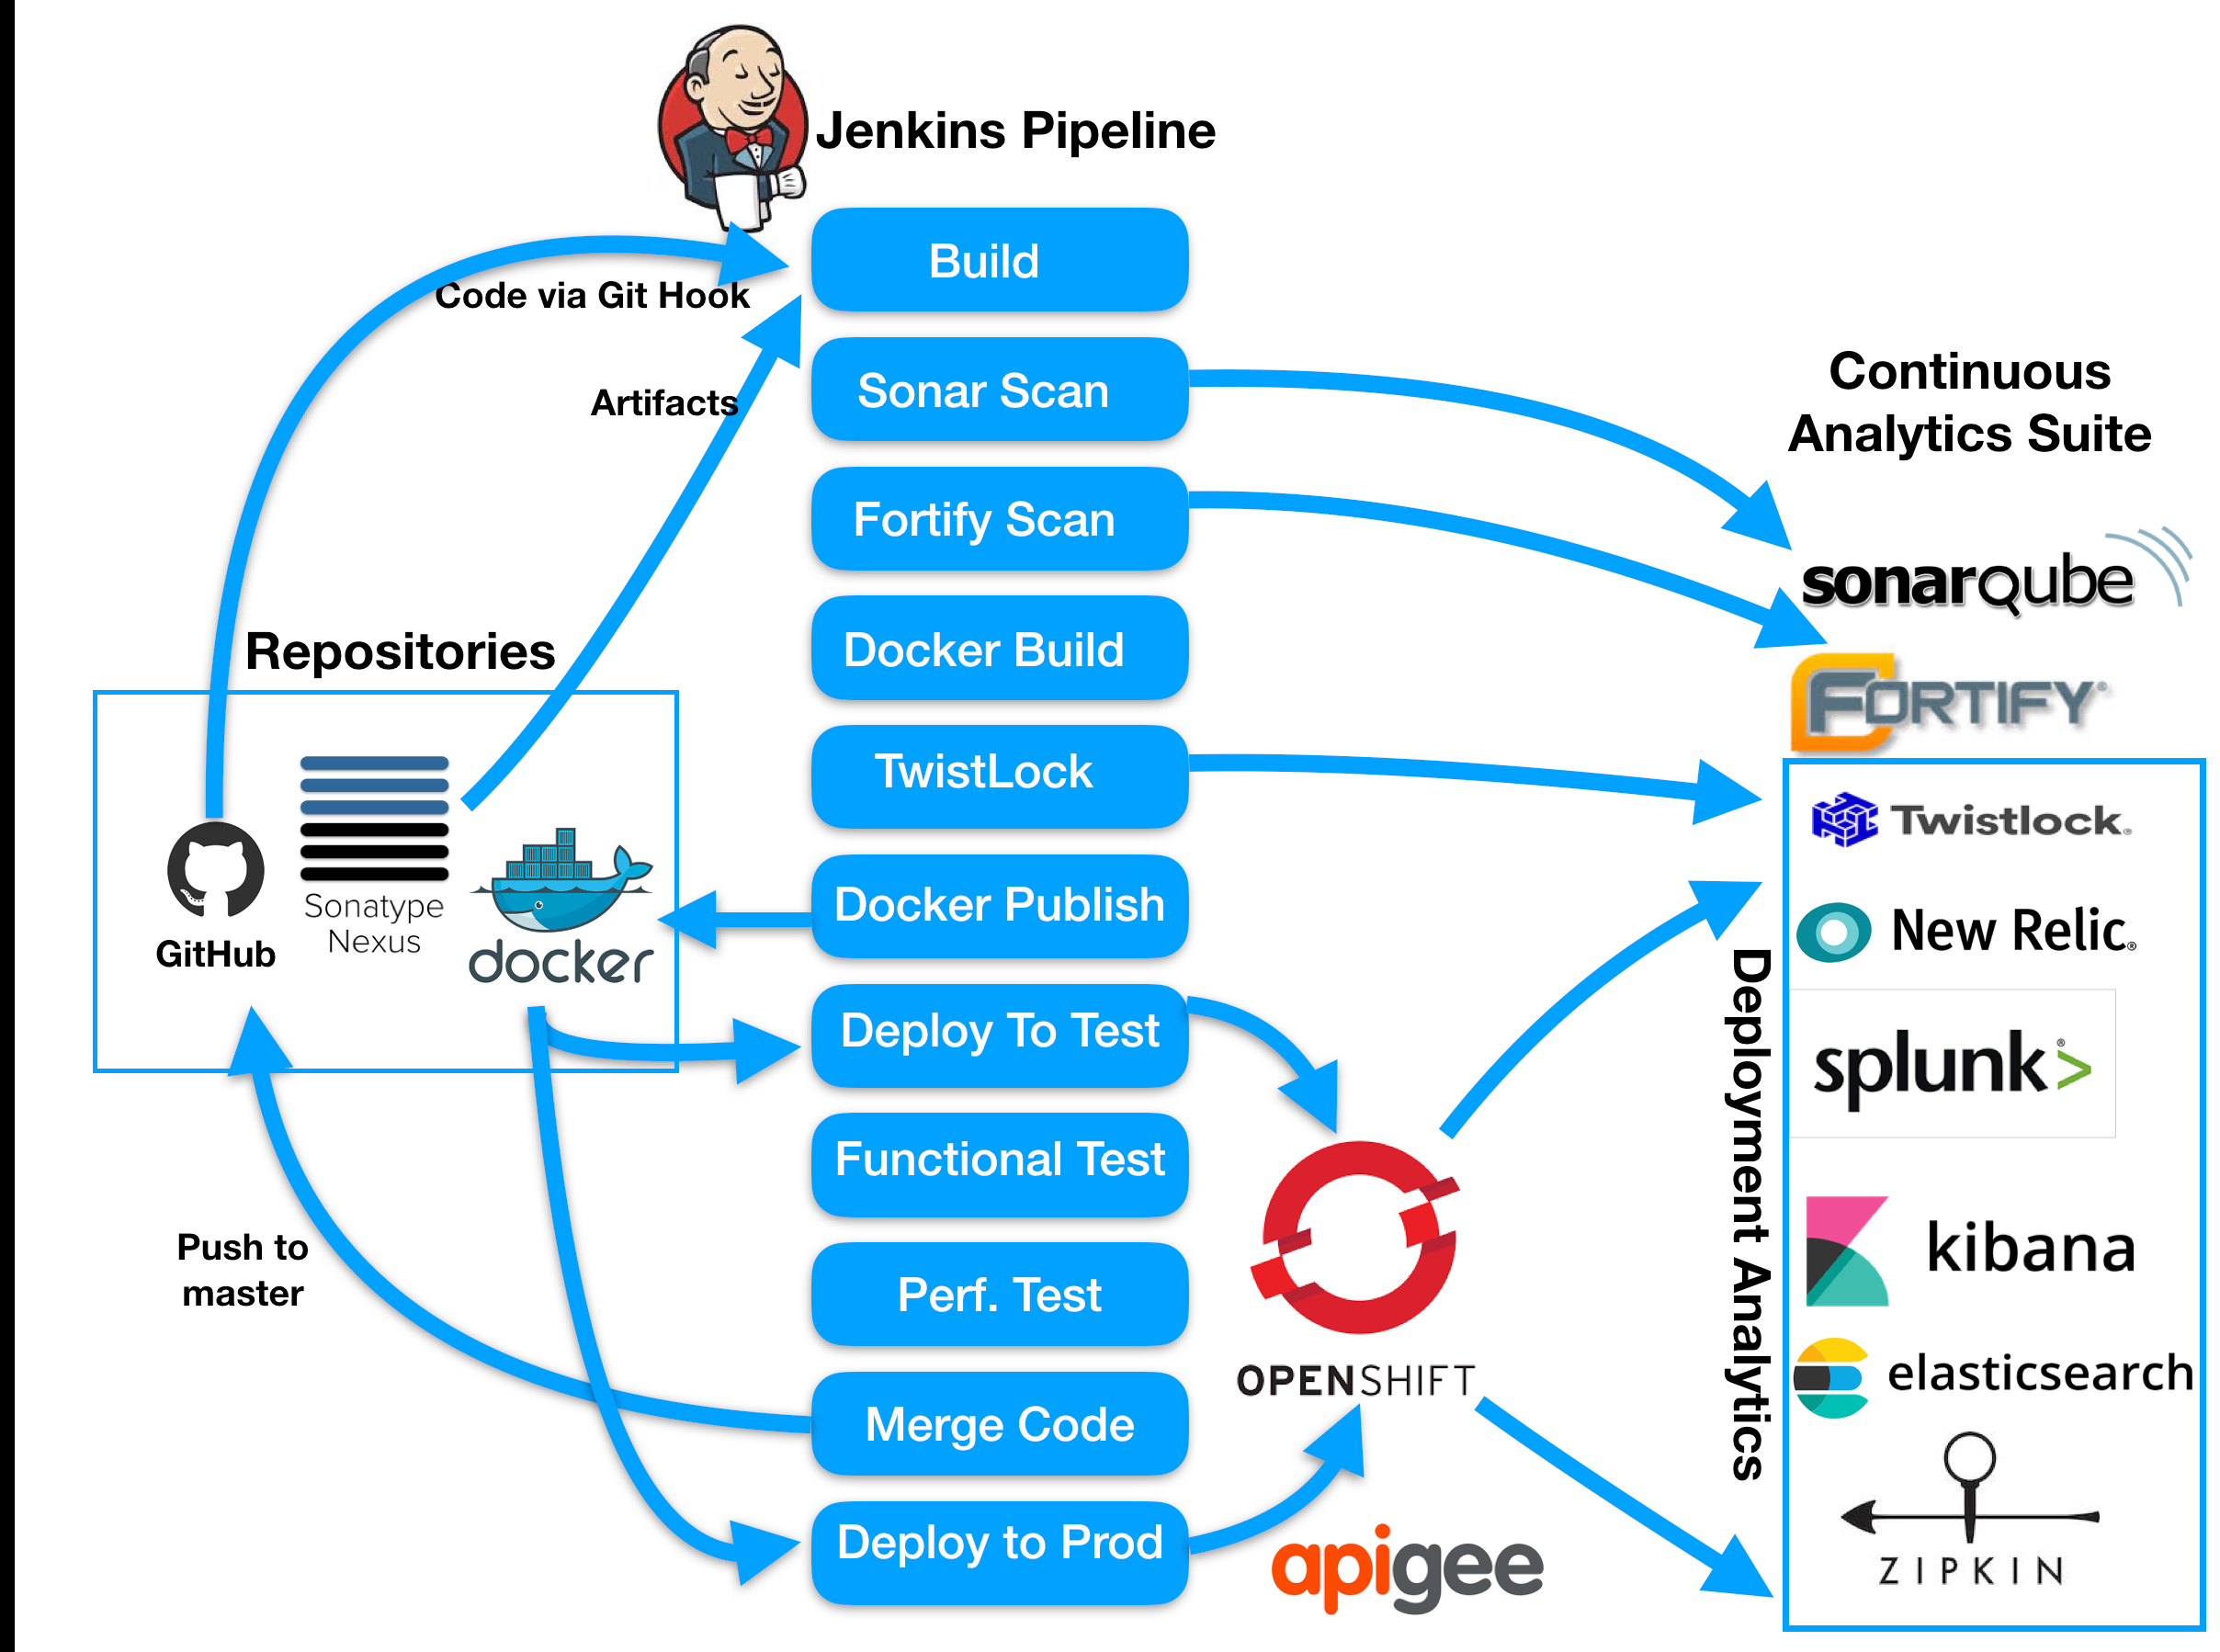 Jenkins Pipeline
Build
Code via Git Hook
Sonar Scan
Artifacts
Fortify Scan
Docker Build
TwistLock
Docker Publish
Deploy To Test
Functional Test
Perf. Test
Merge Code
Deploy to Prod
Repositories
GitHub
Sonatype
Nexus
docker
Push to
master
OPENSHIFT
apigee
Continuous
Analytics Suite
sonarqube
FORTIFY®
Deployment Analytics
Twistlock®
New Relic®
splunk>®
kibana
elasticsearch
ZIPKIN